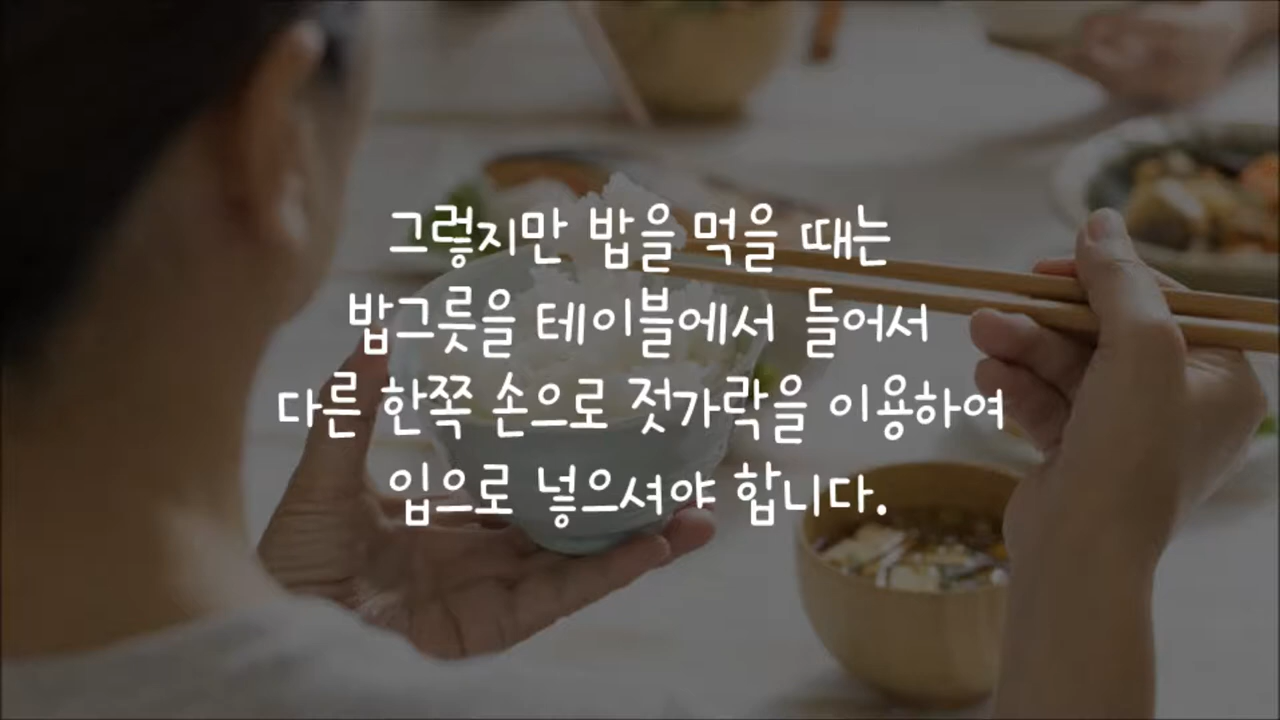 그렇지만 밥을 먹을 때는
밥그릇을 테이블에서 들어서
다른 한쪽 손으로 젓가락을 이용하여
입으로 넣으셔야 합니다.